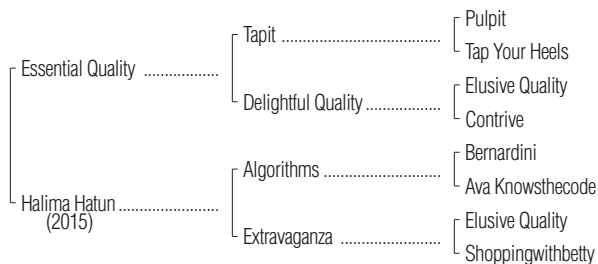 Pulpit
Tapit ........................................
Tap Your Heels
Essential Quality ...................
Elusive Quality
Delightful Quality ...................
Contrive
Bernardini
Algorithms ..............................
Ava Knowsthecode
Halima Hatun ..........................
(2015)
Elusive Quality
Extravaganza .........................
Shoppingwithbetty